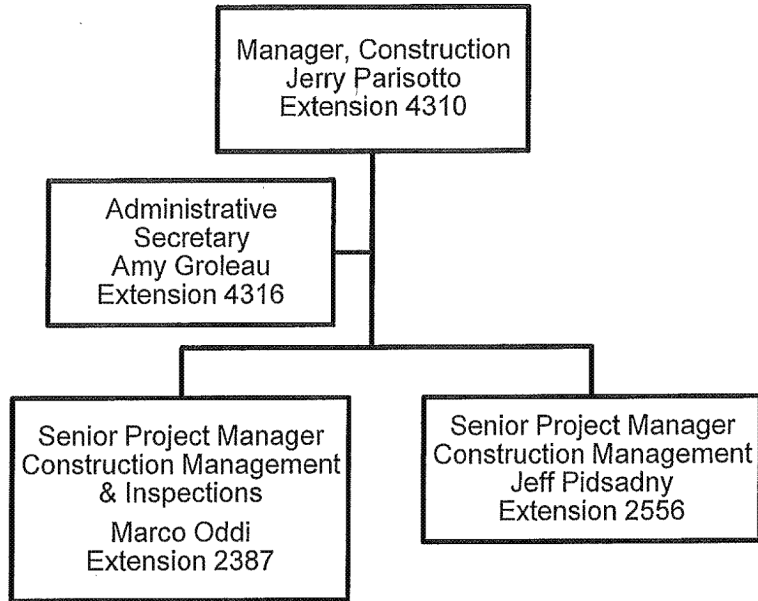 Manager, Construction
Jerry Parisotto
Extension 4310
Administrative
Secretary
Amy Groleau
Extension 4316
Senior Project Manager
Construction Management
& Inspections
Marco Oddi
Extension 2387
Senior Project Manager
Construction Management
Jeff Pidsadny
Extension 2556